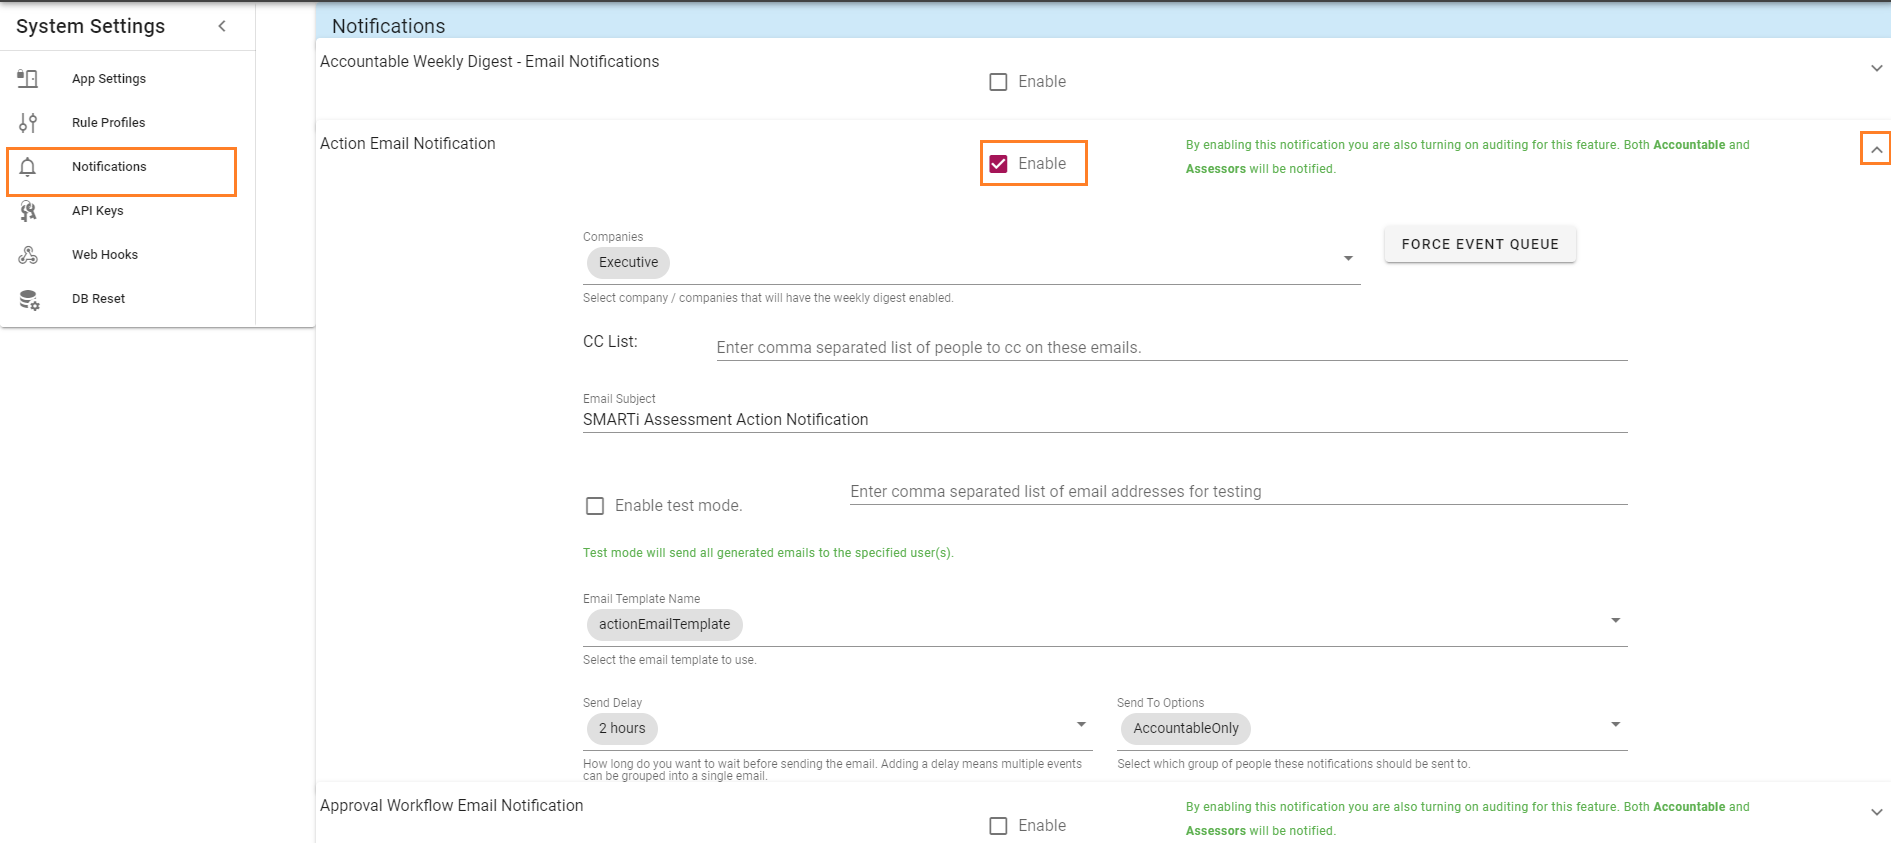 System Settings
App Settings
Rule Profiles
Notifications
API Keys
Web Hooks
DB Reset
Notifications
Accountable Weekly Digest - Email Notifications
Enable
Action Email Notification
Enable
By enabling this notification you are also turning on auditing for this feature. Both Accountable and
Assessors will be notified.
Companies
Executive
FORCE EVENT QUEUE
Select company / companies that will have the weekly digest enabled.
CC List:
Enter comma separated list of people to cc on these emails.
Email Subject
SMARTi Assessment Action Notification
Enable test mode.
Enter comma separated list of email addresses for testing
Test mode will send all generated emails to the specified user(s).
Email Template Name
actionEmailTemplate
Select the email template to use.
Send Delay
2 hours
How long do you want to wait before sending the email. Adding a delay means multiple events
can be grouped into a single email.
Send To Options
AccountableOnly
Select which group of people these notifications should be sent to.
Approval Workflow Email Notification
Enable
By enabling this notification you are also turning on auditing for this feature. Both Accountable and
Assessors will be notified.